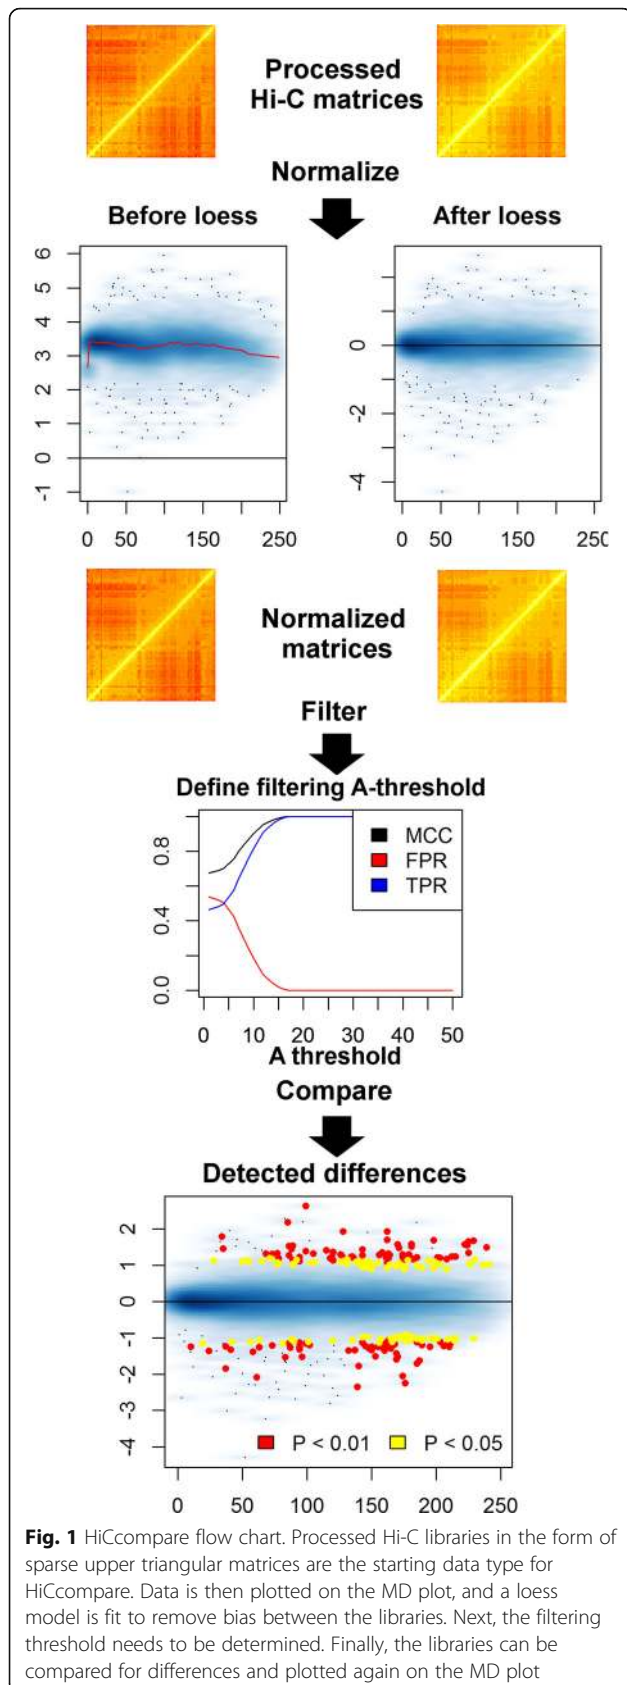 Processed
Hi-C matrices
Normalize
Before loess
After loess
6
5
4
3
2
1
0
-1
0 50 150 250
0
-2
-4
0 50 150 250
Normalized
matrices
Filter
Define filtering A-threshold
0.8
0.4
0.0
MCC
FPR
TPR
0 10 20 30 40 50
A threshold
Compare
Detected differences
2
1
0
-1
-2
-3
-4
P < 0.01 P < 0.05
0 50 100 150 200 250
Fig. 1 HiCcompare flow chart. Processed Hi-C libraries in the form of
sparse upper triangular matrices are the starting data type for
HiCcompare. Data is then plotted on the MD plot, and a loess
model is fit to remove bias between the libraries. Next, the filtering
threshold needs to be determined. Finally, the libraries can be
compared for differences and plotted again on the MD plot